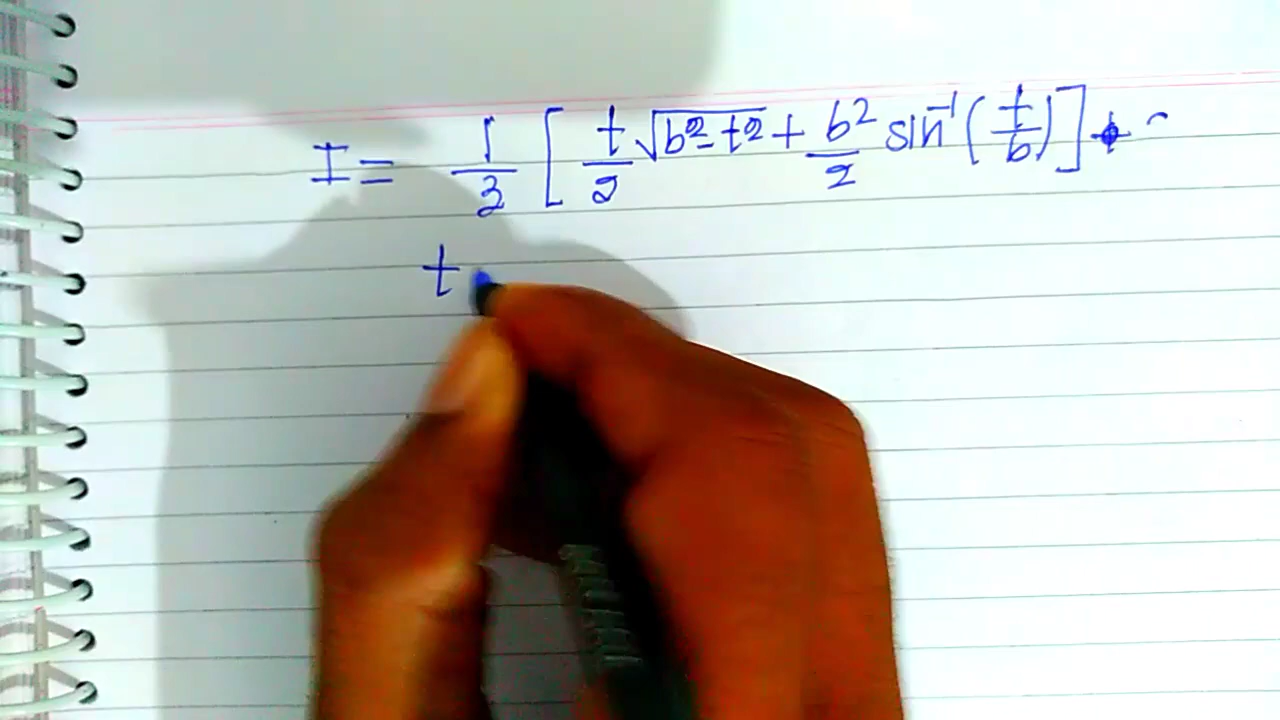 I = 1/3 [ t/2 √(b² - t²) + b²/2 sin⁻¹ (t/b) ] +
t